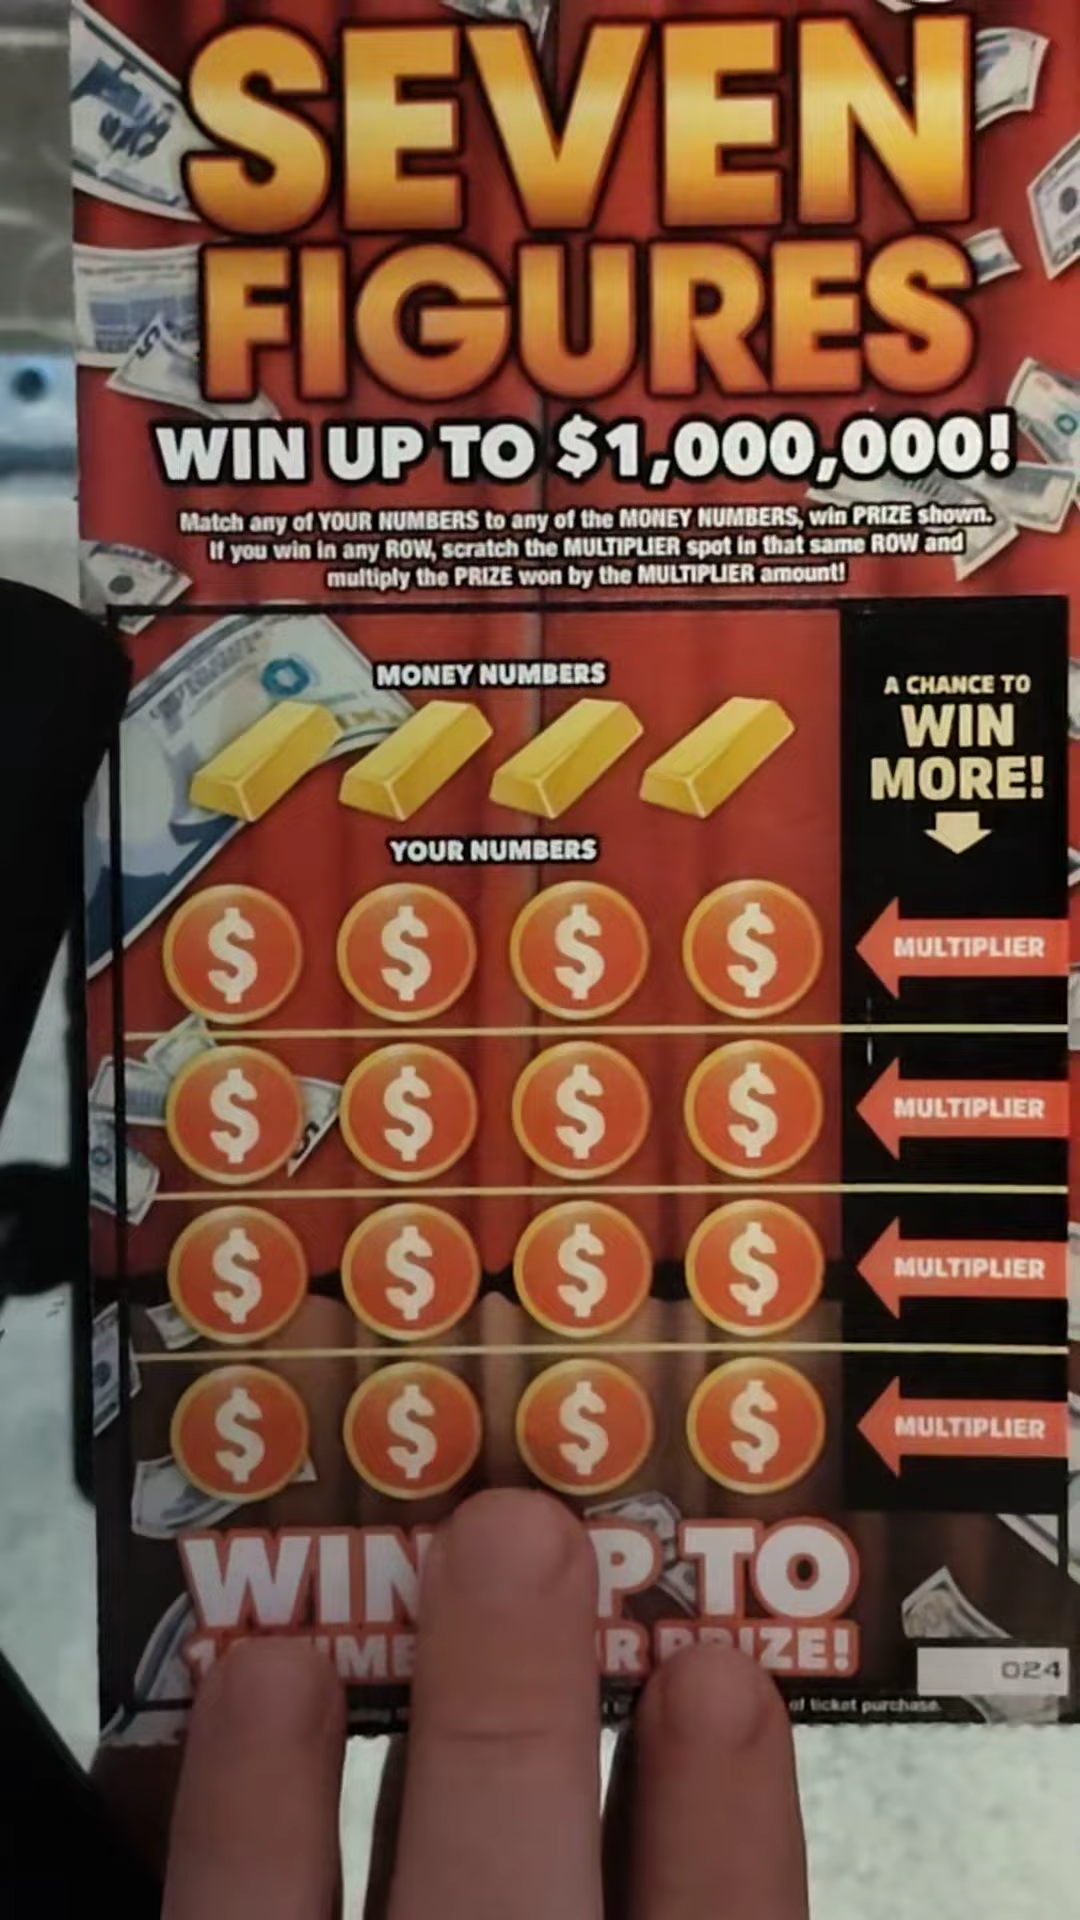 SEVEN
FIGURES
WIN UP TO $1,000,000!
Match any of YOUR NUMBERS to any of the MONEY NUMBERS, win PRIZE shown.
If you win in any ROW, scratch the MULTIPLIER spot in that same ROW and
multiply the PRIZE won by the MULTIPLIER amount!
MONEY NUMBERS
A CHANCE TO
WIN
MORE!
YOUR NUMBERS
$ $ $ $ MULTIPLIER
$ $ $ $ MULTIPLIER
$ $ $ $ MULTIPLIER
$ $ $ $ MULTIPLIER
WIN P TO
PRIZE!
024
of ticket purchase.